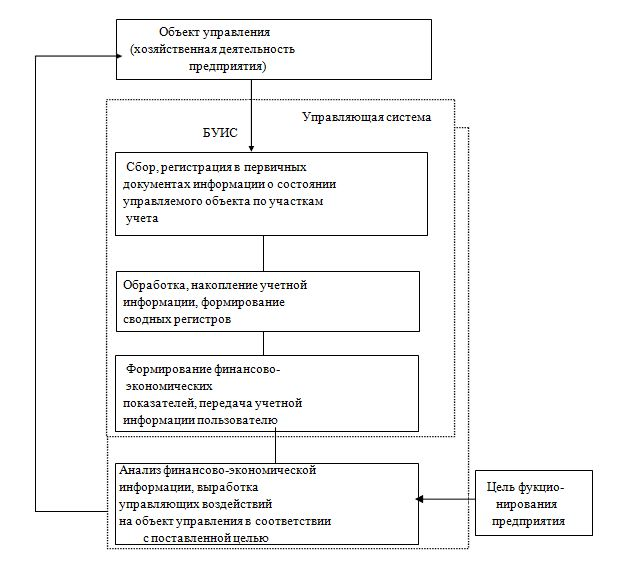 Объект управления
(хозяйственная деятельность
предприятия)
Управляющая система
БУИС
Сбор, регистрация в первичных
документах информации о состоянии
управляемого объекта по участкам
учета
Обработка, накопление учетной
информации, формирование
сводных регистров
Формирование финансово-
экономических
показателей, передача учетной
информации пользователю
Анализ финансово-экономической
информации, выработка
управляющих воздействий
на объект управления в соответствии
с поставленной целью
Цель фукцио-
нирования
предприятия